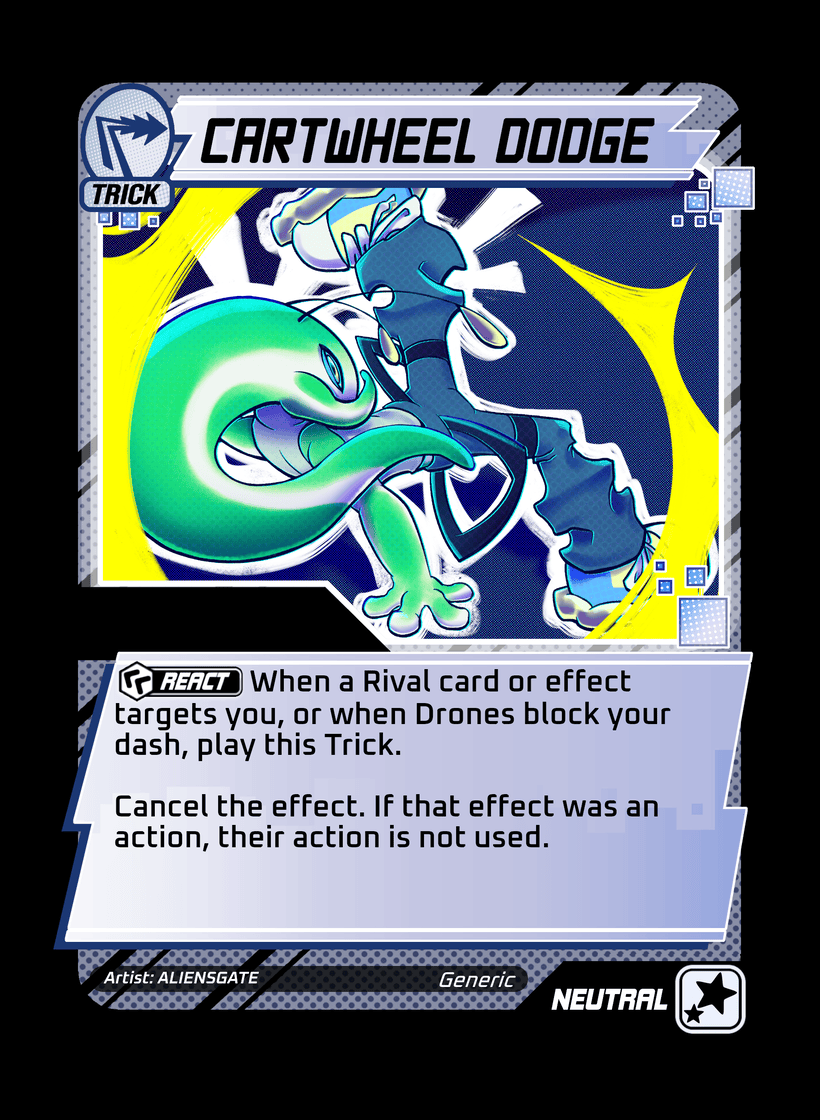 CARTWHEEL DODGE
TRICK
REACT When a Rival card or effect
targets you, or when Drones block your
dash, play this Trick.
Cancel the effect. If that effect was an
action, their action is not used.
Artist: ALIENSGATE
Generic
NEUTRAL